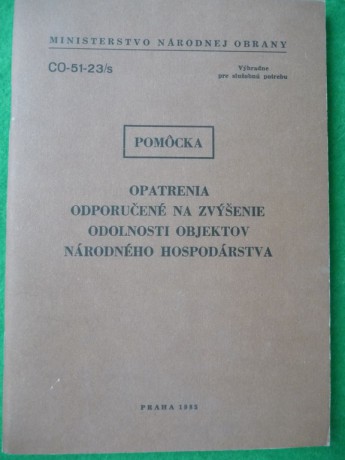 MINISTERSTVO NÁRODNEJ OBRANY
CO-51-23/s
Výhradne
pre služobnú potrebu
POMÔCKA
OPATRENIA
ODPORUČENÉ NA ZVÝŠENIE
ODOLNOSTI OBJEKTOV
NÁRODNÉHO HOSPODÁRSTVA
PRAHA